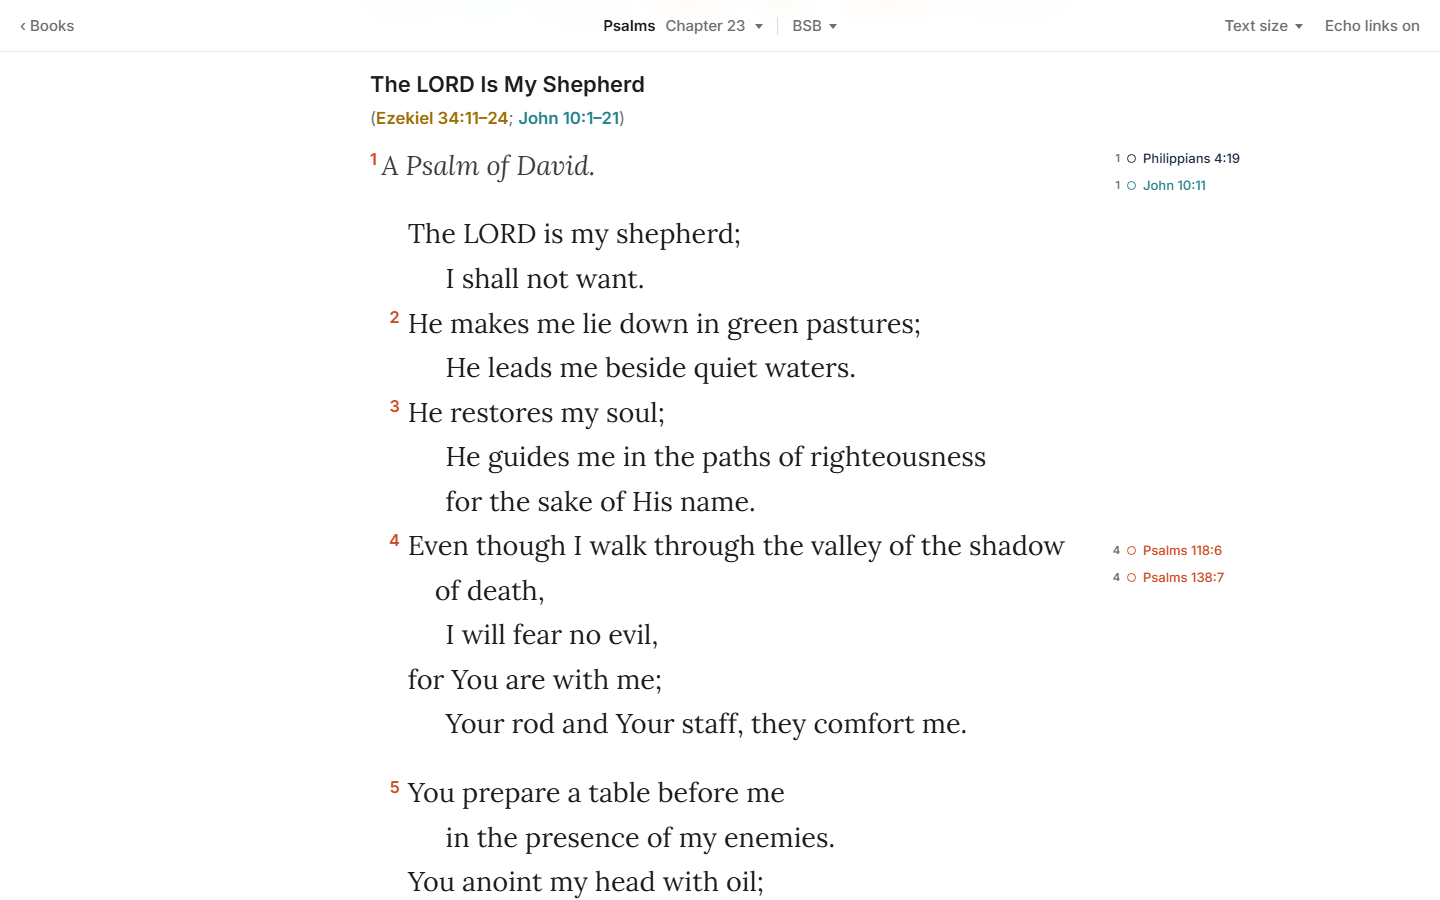 ‹ Books
Psalms Chapter 23 BSB
Text size Echo links on
The LORD Is My Shepherd
(Ezekiel 34:11–24; John 10:1–21)
1 A Psalm of David.
1 Philippians 4:19
1 John 10:11
The LORD is my shepherd;
I shall not want.
2 He makes me lie down in green pastures;
He leads me beside quiet waters.
3 He restores my soul;
He guides me in the paths of righteousness
for the sake of His name.
4 Even though I walk through the valley of the shadow
of death,
4 Psalms 118:6
4 Psalms 138:7
I will fear no evil,
for You are with me;
Your rod and Your staff, they comfort me.
5 You prepare a table before me
in the presence of my enemies.
You anoint my head with oil;